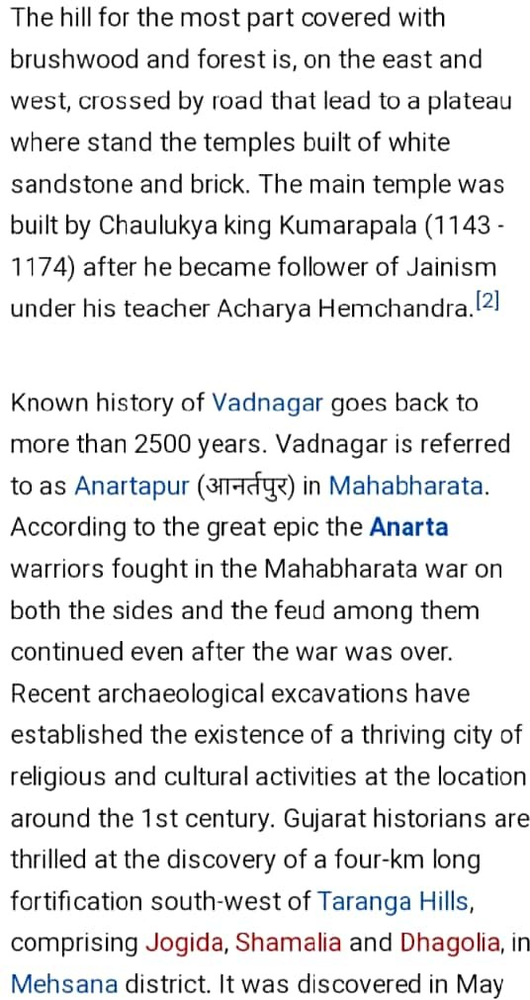 The hill for the most part covered with
brushwood and forest is, on the east and
west, crossed by road that lead to a plateau
where stand the temples built of white
sandstone and brick. The main temple was
built by Chaulukya king Kumarapala (1143 -
1174) after he became follower of Jainism
under his teacher Acharya Hemchandra.[2]
Known history of Vadnagar goes back to
more than 2500 years. Vadnagar is referred
to as Anartapur (आनर्तपुर) in Mahabharata.
According to the great epic the Anarta
warriors fought in the Mahabharata war on
both the sides and the feud among them
continued even after the war was over.
Recent archaeological excavations have
established the existence of a thriving city of
religious and cultural activities at the location
around the 1st century. Gujarat historians are
thrilled at the discovery of a four-km long
fortification south-west of Taranga Hills,
comprising Jogida, Shamalia and Dhagolia, in
Mehsana district. It was discovered in May